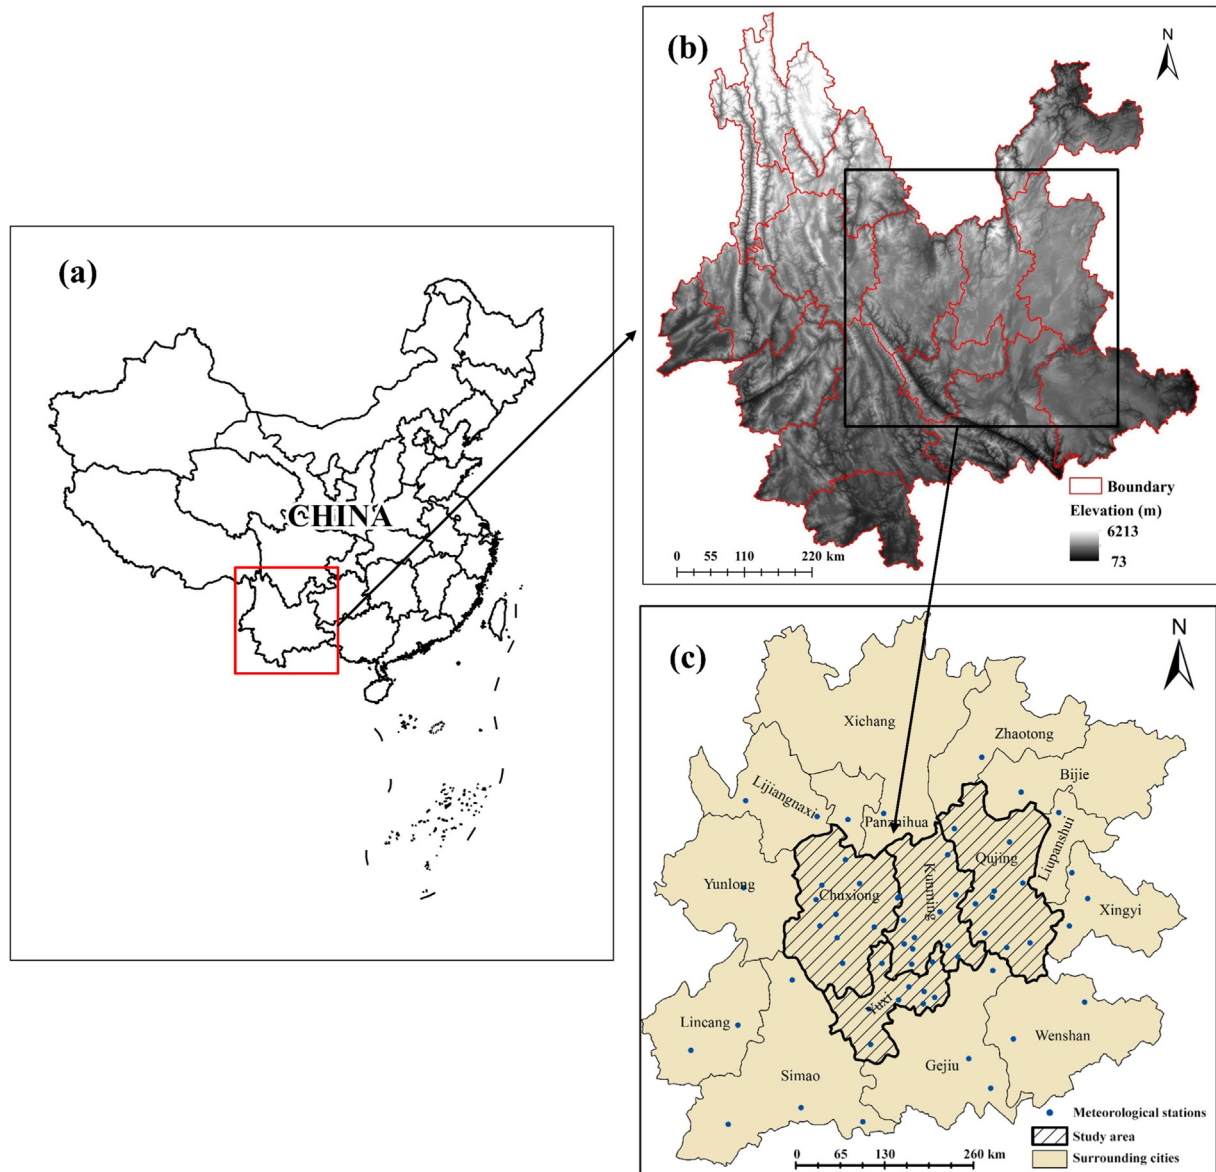 (a)
CHINA
(b)
N
Boundary
Elevation (m)
6213
73
0 55 110 220 km
(c)
N
Xichang
Zhaotong
Bijie
Lijiangnaxi
Panzhihua
Liupanshui
Qujing
Yunlong
Chuxiong
Kunming
Xingyi
Yuxi
Lincang
Wenshan
Simao
Gejiu
Meteorological stations
Study area
Surrounding cities
0 65 130 260 km